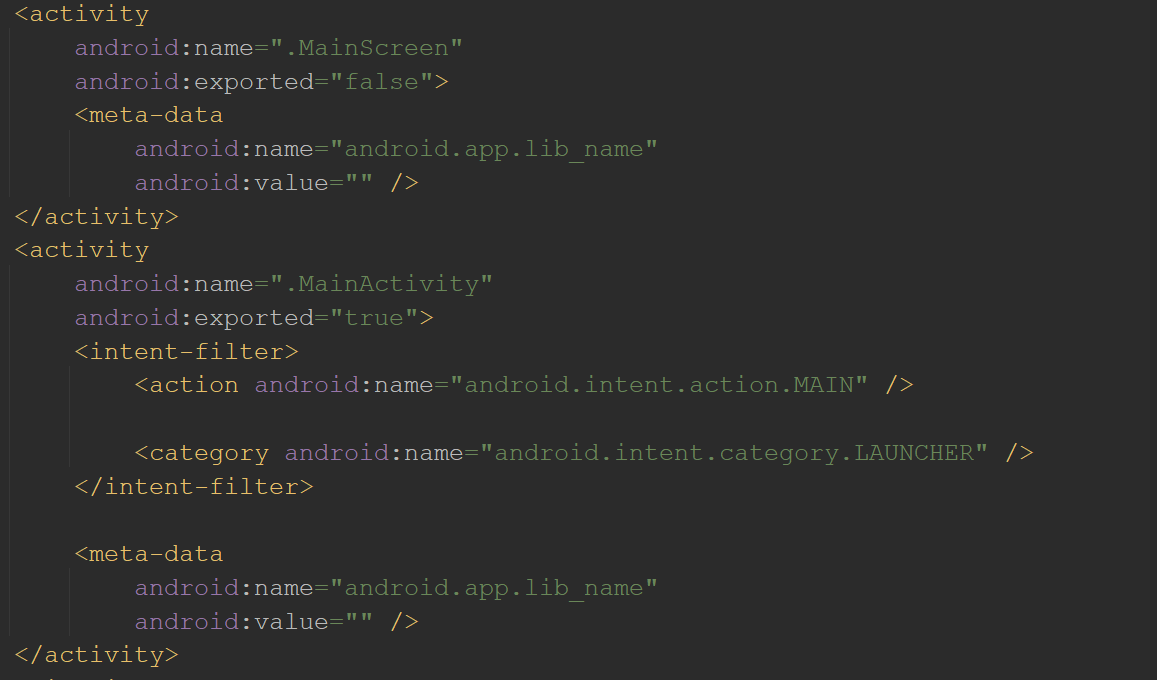 <activity
android:name=".MainScreen"
android:exported="false">
<meta-data
android:name="android.app.lib_name"
android:value="" />
</activity>
<activity
android:name=".MainActivity"
android:exported="true">
<intent-filter>
<action android:name="android.intent.action.MAIN" />
<category android:name="android.intent.category.LAUNCHER" />
</intent-filter>
<meta-data
android:name="android.app.lib_name"
android:value="" />
</activity>